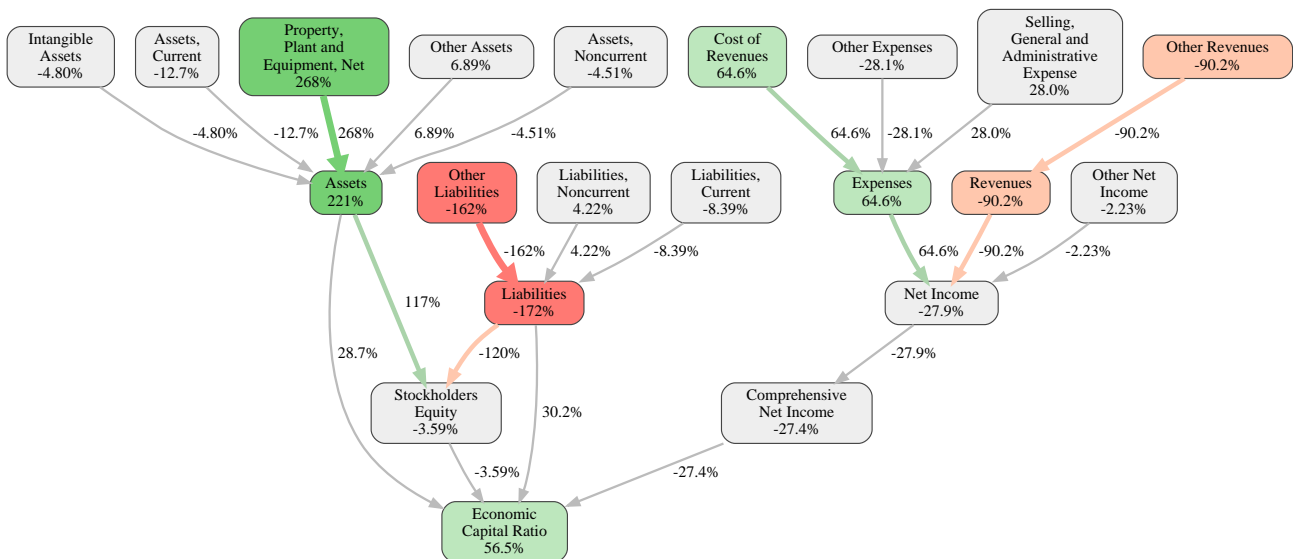 Intangible
Assets
-4.80%
Assets,
Current
-12.7%
Property,
Plant and
Equipment, Net
268%
Other Assets
6.89%
Assets,
Noncurrent
-4.51%
Cost of
Revenues
64.6%
Other Expenses
-28.1%
Selling,
General and
Administrative
Expense
28.0%
Other Revenues
-90.2%
-4.80%
-12.7%
268%
6.89%
-4.51%
64.6%
-28.1%
28.0%
-90.2%
Assets
221%
Other
Liabilities
-162%
Liabilities,
Noncurrent
4.22%
Liabilities,
Current
-8.39%
Expenses
64.6%
Revenues
-90.2%
Other Net
Income
-2.23%
-162%
4.22%
-8.39%
64.6%
-90.2%
-2.23%
117%
Liabilities
-172%
Net Income
-27.9%
28.7%
-120%
-27.9%
Stockholders
Equity
-3.59%
30.2%
Comprehensive
Net Income
-27.4%
-3.59%
-27.4%
Economic
Capital Ratio
56.5%